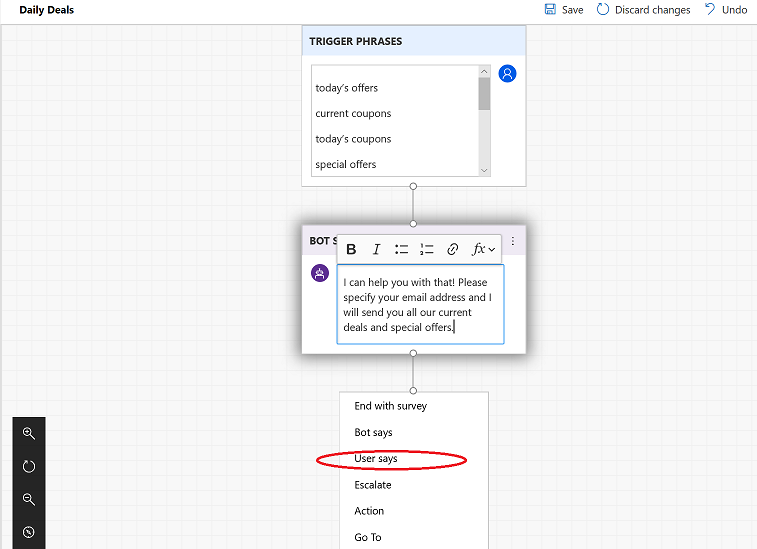 Daily Deals
Save
Discard changes
Undo
TRIGGER PHRASES
today's offers
current coupons
today's coupons
special offers
BOT S
B I fx
I can help you with that! Please
specify your email address and I
will send you all our current
deals and special offers.
End with survey
Bot says
User says
Escalate
Action
Go To